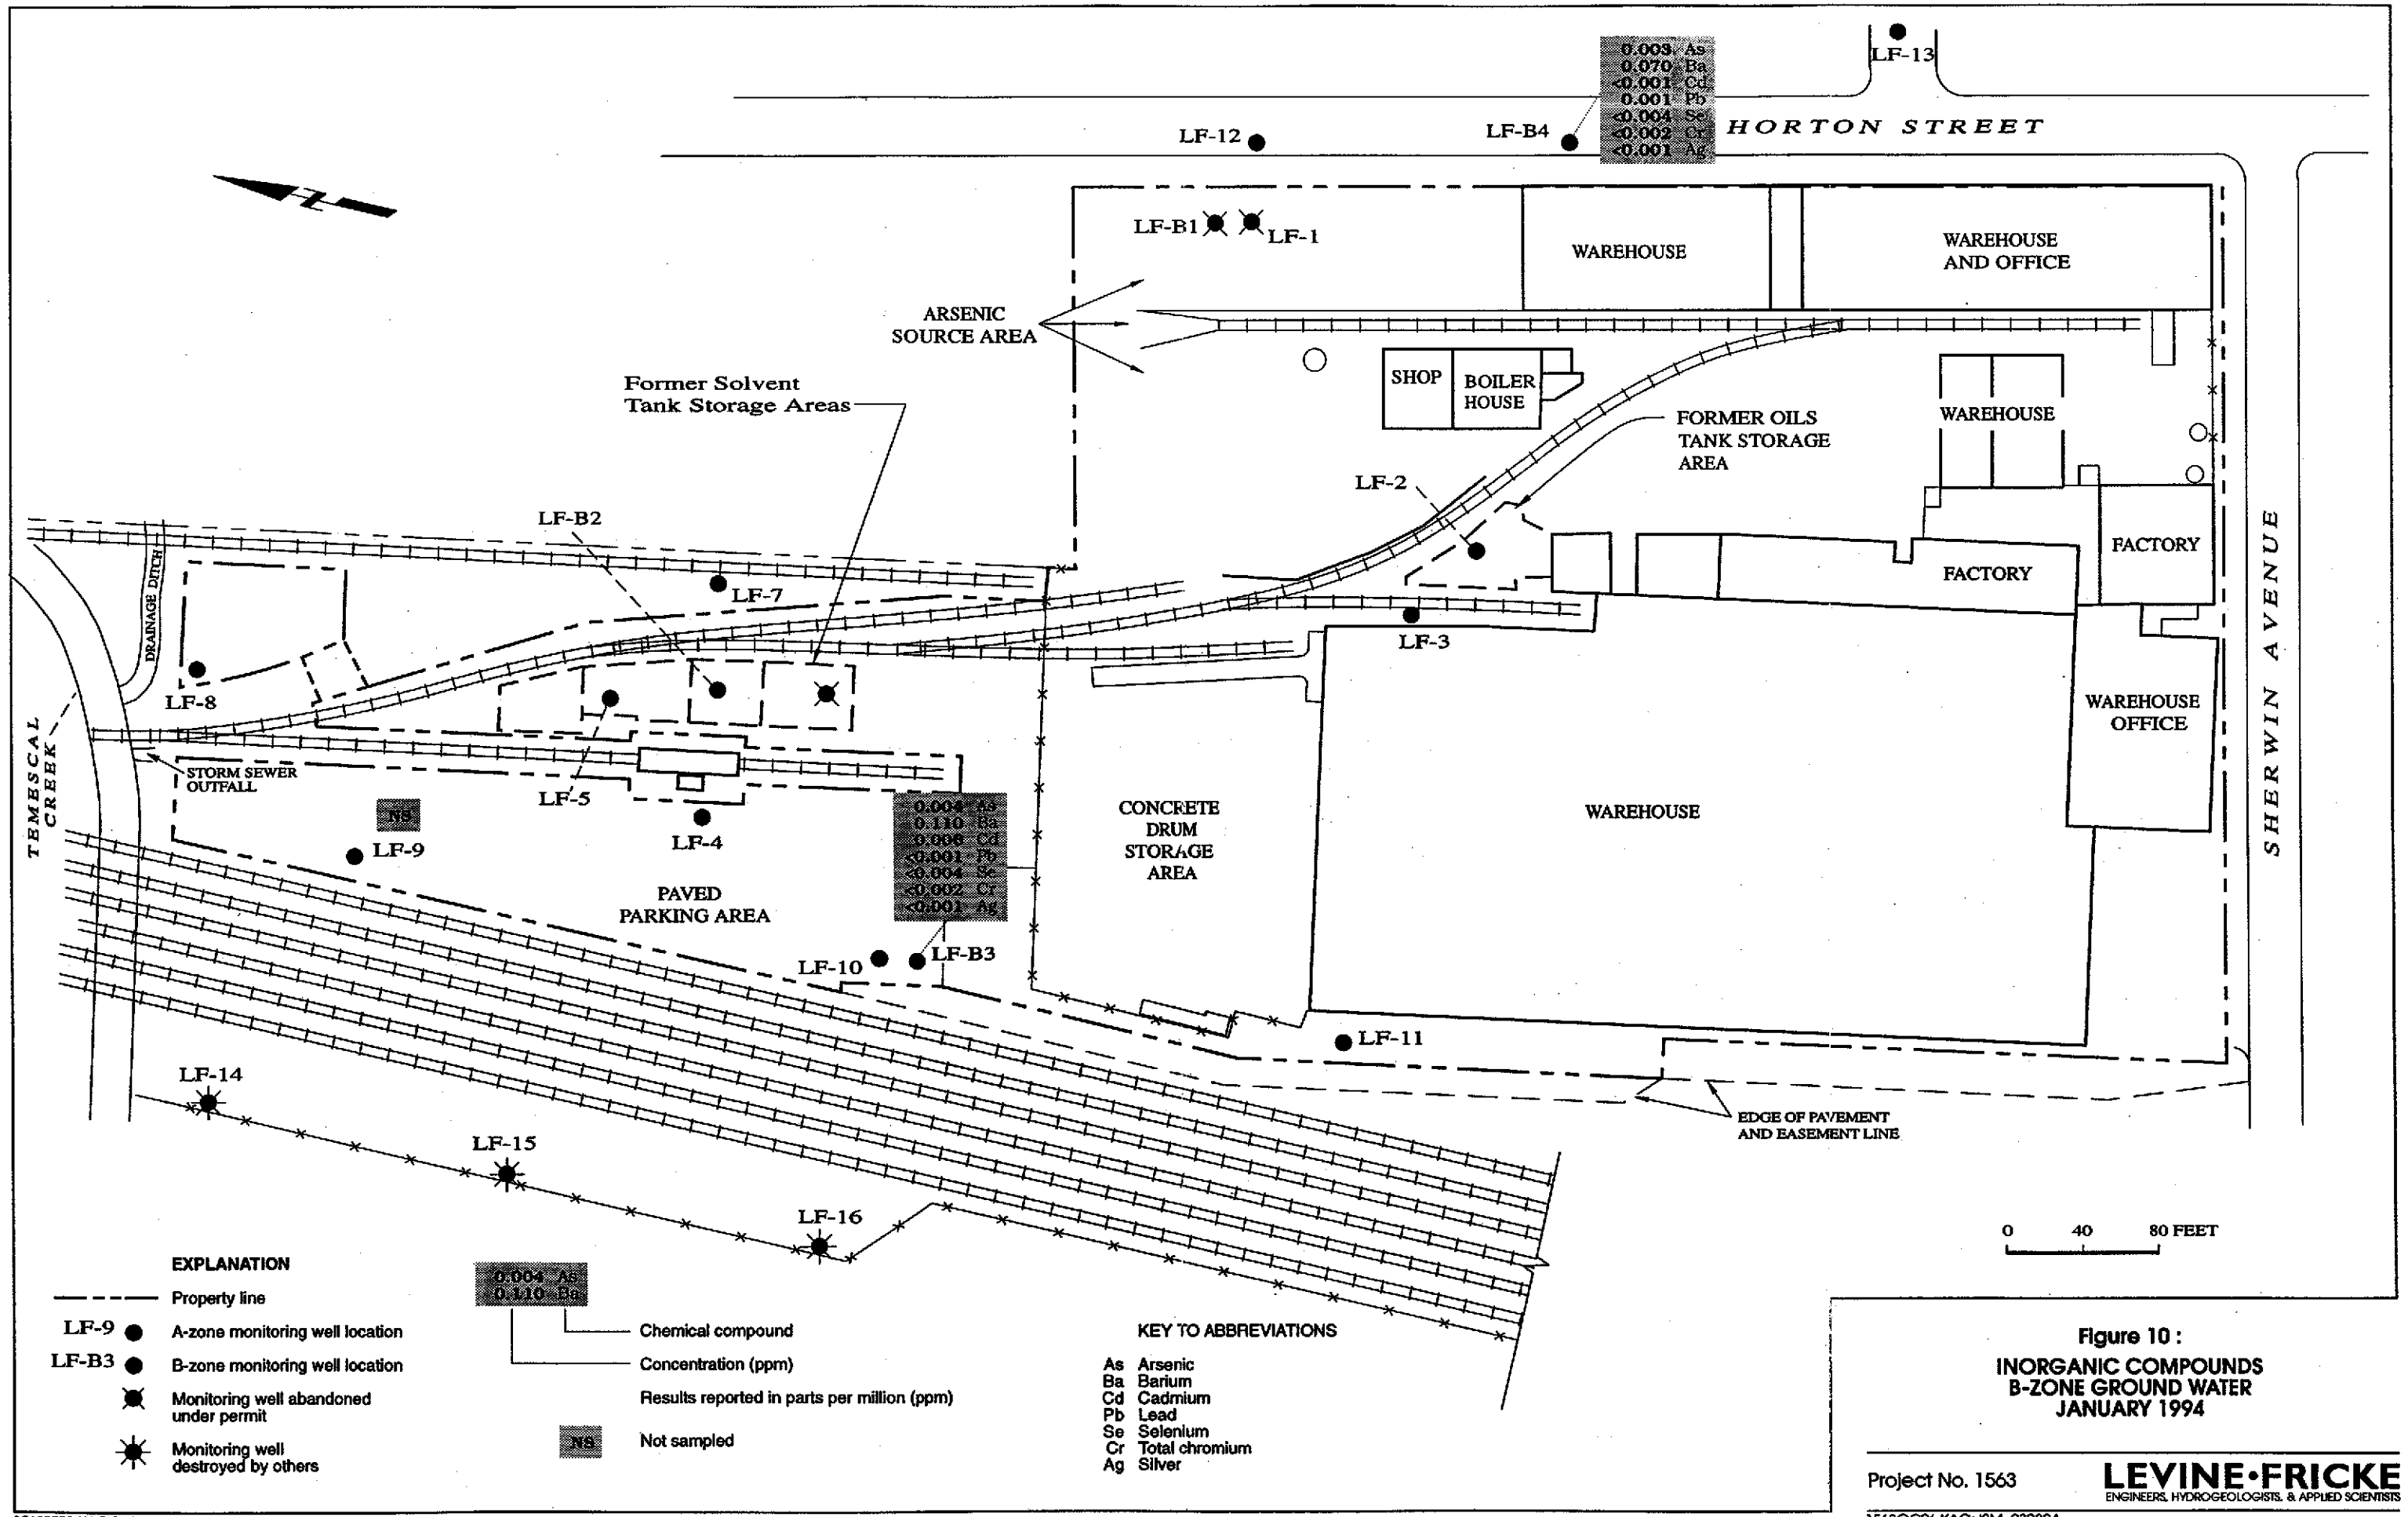 LF-13
0.003 As
0.070 Ba
<0.001 Cd
0.001 Pb
<0.004 Se
<0.002 Cr
<0.001 Ag
HORTON STREET
LF-12
LF-B4
LF-B1
LF-1
WAREHOUSE
WAREHOUSE
AND OFFICE
ARSENIC
SOURCE AREA
Former Solvent
Tank Storage Areas
SHOP
BOILER
HOUSE
FORMER OILS
TANK STORAGE
AREA
WAREHOUSE
LF-2
LF-B2
DRAINAGE DITCH
LF-7
FACTORY
FACTORY
LF-3
LF-8
WAREHOUSE
OFFICE
SHERWIN AVENUE
TEMESCAL
CREEK
STORM SEWER
OUTFALL
LF-5
NS
LF-9
LF-4
0.004 As
0.110 Ba
0.006 Cd
<0.001 Pb
<0.004 Se
<0.002 Cr
<0.001 Ag
CONCRETE
DRUM
STORAGE
AREA
WAREHOUSE
PAVED
PARKING AREA
LF-10
LF-B3
LF-11
LF-14
LF-15
LF-16
EDGE OF PAVEMENT
AND EASEMENT LINE
0 40 80 FEET
EXPLANATION
Property line
LF-9 A-zone monitoring well location
LF-B3 B-zone monitoring well location
Monitoring well abandoned
under permit
Monitoring well
destroyed by others
0.004 As
0.110 Ba
Chemical compound
Concentration (ppm)
Results reported in parts per million (ppm)
NS Not sampled
KEY TO ABBREVIATIONS
As Arsenic
Ba Barium
Cd Cadmium
Pb Lead
Se Selenium
Cr Total chromium
Ag Silver
Figure 10 :
INORGANIC COMPOUNDS
B-ZONE GROUND WATER
JANUARY 1994
Project No. 1563
LEVINE•FRICKE
ENGINEERS, HYDROGEOLOGISTS, & APPLIED SCIENTISTS